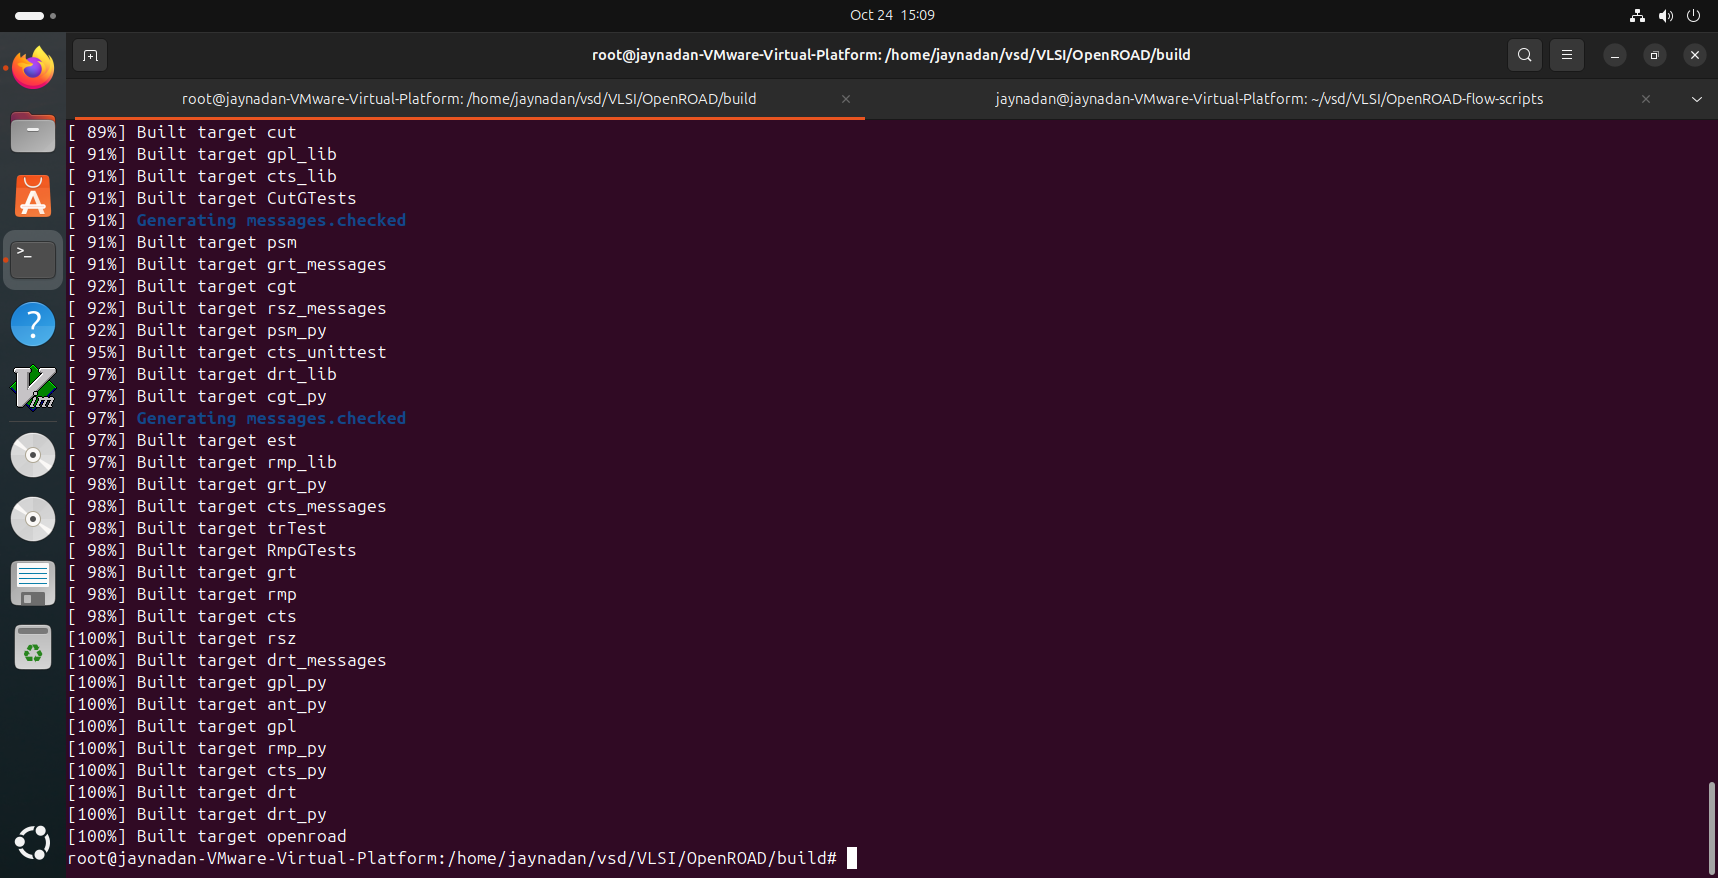 Oct 24 15:09
root@jaynadan-VMware-Virtual-Platform: /home/jaynadan/vsd/VLSI/OpenROAD/build
root@jaynadan-VMware-Virtual-Platform: /home/jaynadan/vsd/VLSI/OpenROAD/build
jaynadan@jaynadan-VMware-Virtual-Platform: ~/vsd/VLSI/OpenROAD-flow-scripts
[ 89%] Built target cut
[ 91%] Built target gpl_lib
[ 91%] Built target cts_lib
[ 91%] Built target CutGTests
[ 91%] Generating messages.checked
[ 91%] Built target psm
[ 91%] Built target grt_messages
[ 92%] Built target cgt
[ 92%] Built target rsz_messages
[ 92%] Built target psm_py
[ 95%] Built target cts_unittest
[ 97%] Built target drt_lib
[ 97%] Built target cgt_py
[ 97%] Generating messages.checked
[ 97%] Built target est
[ 97%] Built target rmp_lib
[ 98%] Built target grt_py
[ 98%] Built target cts_messages
[ 98%] Built target trTest
[ 98%] Built target RmpGTests
[ 98%] Built target grt
[ 98%] Built target rmp
[ 98%] Built target cts
[100%] Built target rsz
[100%] Built target drt_messages
[100%] Built target gpl_py
[100%] Built target ant_py
[100%] Built target gpl
[100%] Built target rmp_py
[100%] Built target cts_py
[100%] Built target drt
[100%] Built target drt_py
[100%] Built target openroad
root@jaynadan-VMware-Virtual-Platform:/home/jaynadan/vsd/VLSI/OpenROAD/build#